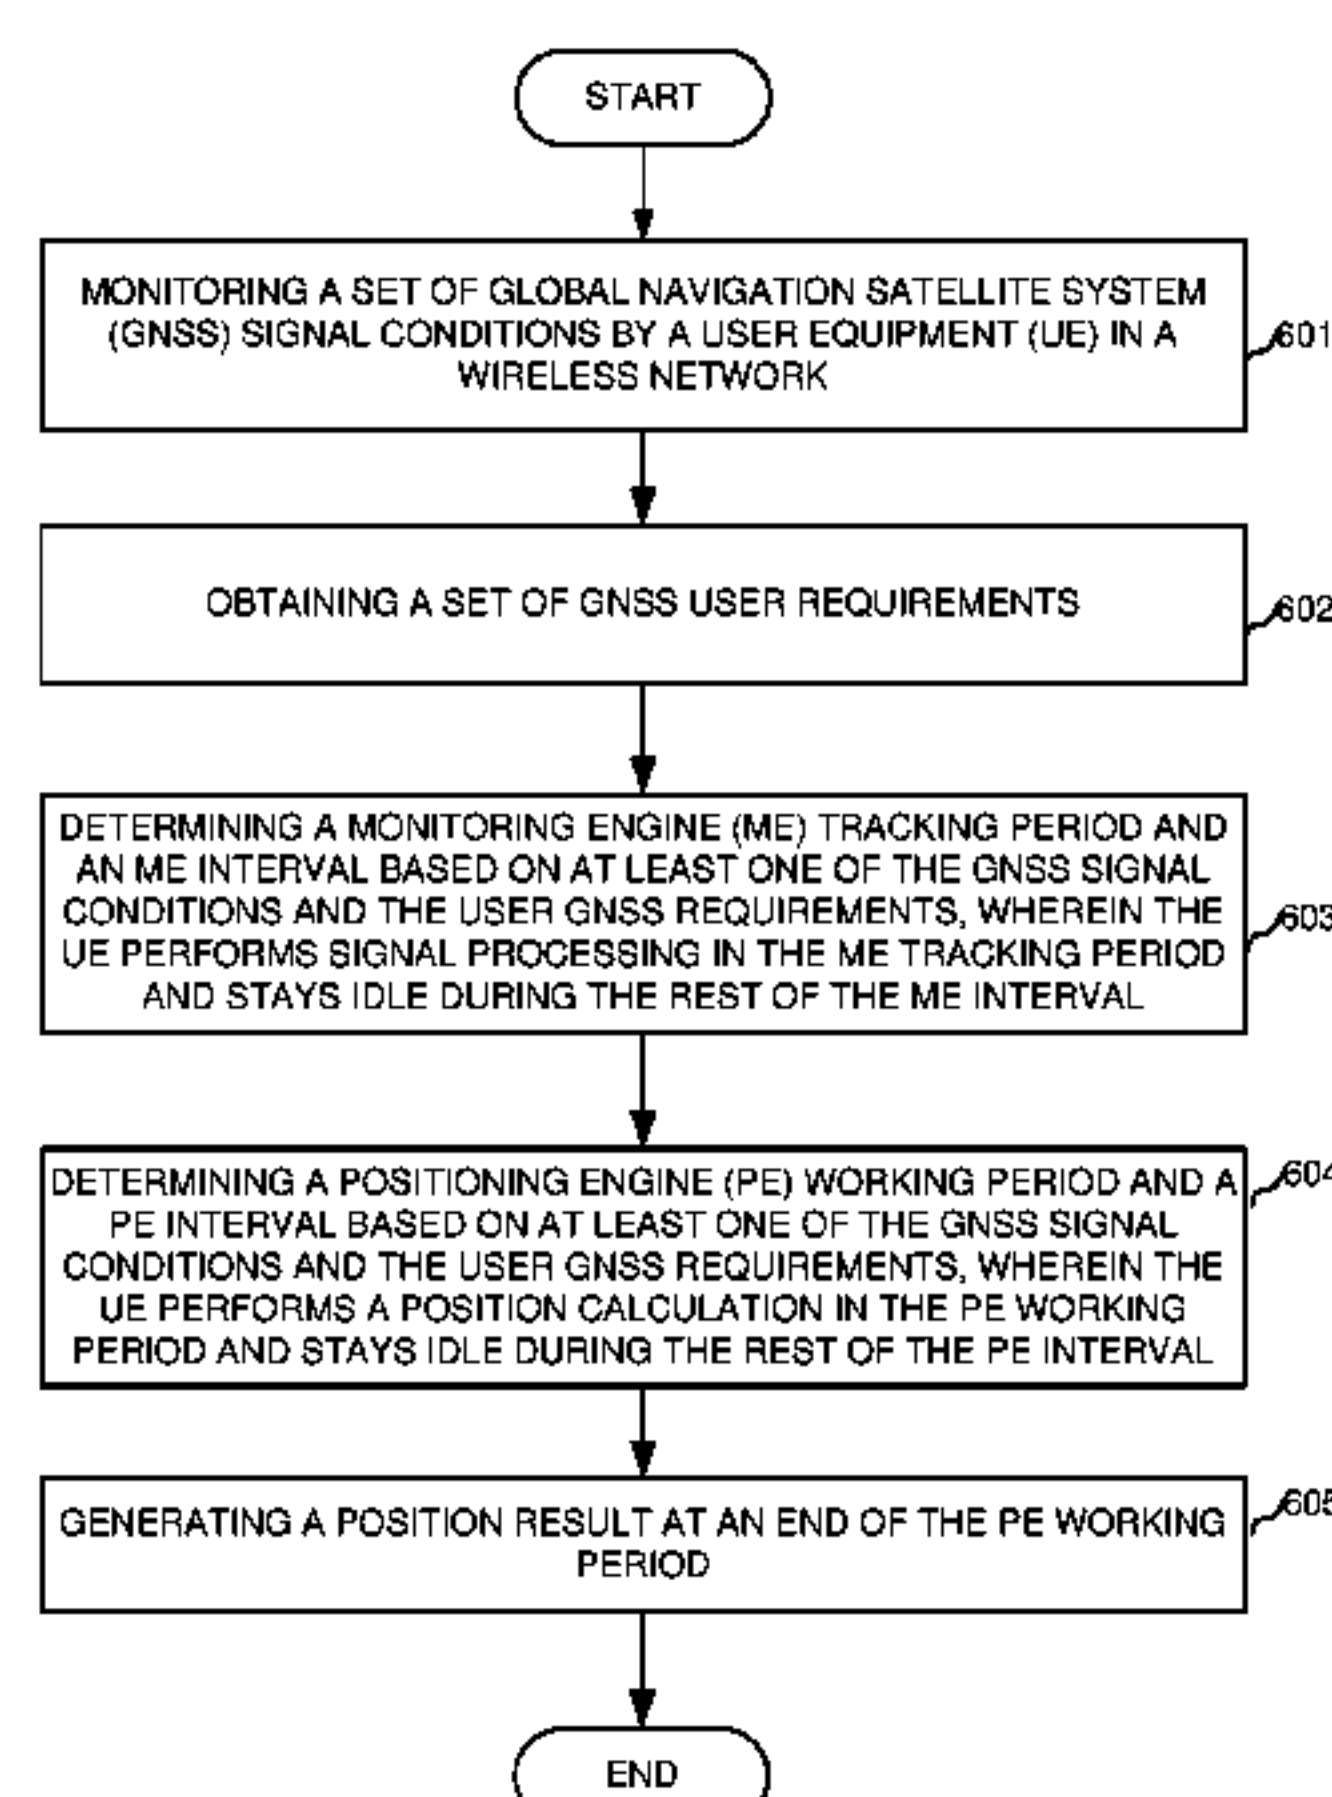 START
MONITORING A SET OF GLOBAL NAVIGATION SATELLITE SYSTEM
(GNSS) SIGNAL CONDITIONS BY A USER EQUIPMENT (UE) IN A
WIRELESS NETWORK
601
OBTAINING A SET OF GNSS USER REQUIREMENTS
602
DETERMINING A MONITORING ENGINE (ME) TRACKING PERIOD AND
AN ME INTERVAL BASED ON AT LEAST ONE OF THE GNSS SIGNAL
CONDITIONS AND THE USER GNSS REQUIREMENTS, WHEREIN THE
UE PERFORMS SIGNAL PROCESSING IN THE ME TRACKING PERIOD
AND STAYS IDLE DURING THE REST OF THE ME INTERVAL
603
DETERMINING A POSITIONING ENGINE (PE) WORKING PERIOD AND A
PE INTERVAL BASED ON AT LEAST ONE OF THE GNSS SIGNAL
CONDITIONS AND THE USER GNSS REQUIREMENTS, WHEREIN THE
UE PERFORMS A POSITION CALCULATION IN THE PE WORKING
PERIOD AND STAYS IDLE DURING THE REST OF THE PE INTERVAL
604
GENERATING A POSITION RESULT AT AN END OF THE PE WORKING
PERIOD
605
END